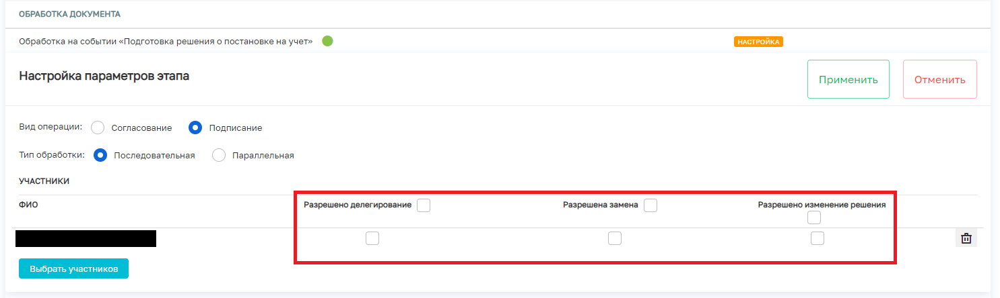 ОБРАБОТКА ДОКУМЕНТА
Обработка на событии «Подготовка решения о постановке на учет» НАСТРОЙКА
Настройка параметров этапа Применить Отменить
Вид операции: Согласование Подписание
Тип обработки: Последовательная Параллельная
УЧАСТНИКИ
ФИО Разрешено делегирование Разрешена замена Разрешено изменение решения
Выбрать участников